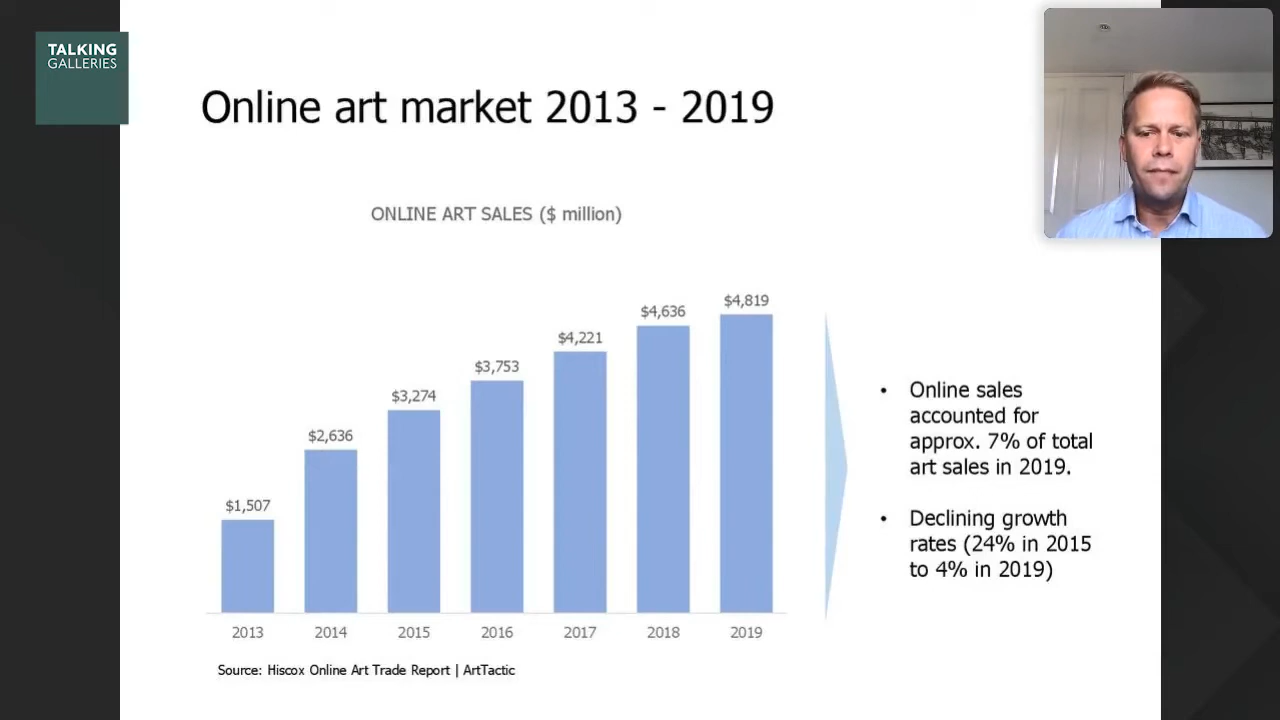 TALKING
GALLERIES
Online art market 2013 - 2019
ONLINE ART SALES ($ million)
$1,507
$2,636
$3,274
$3,753
$4,221
$4,636
$4,819
2013
2014
2015
2016
2017
2018
2019
• Online sales
accounted for
approx. 7% of total
art sales in 2019.
• Declining growth
rates (24% in 2015
to 4% in 2019)
Source: Hiscox Online Art Trade Report | ArtTactic